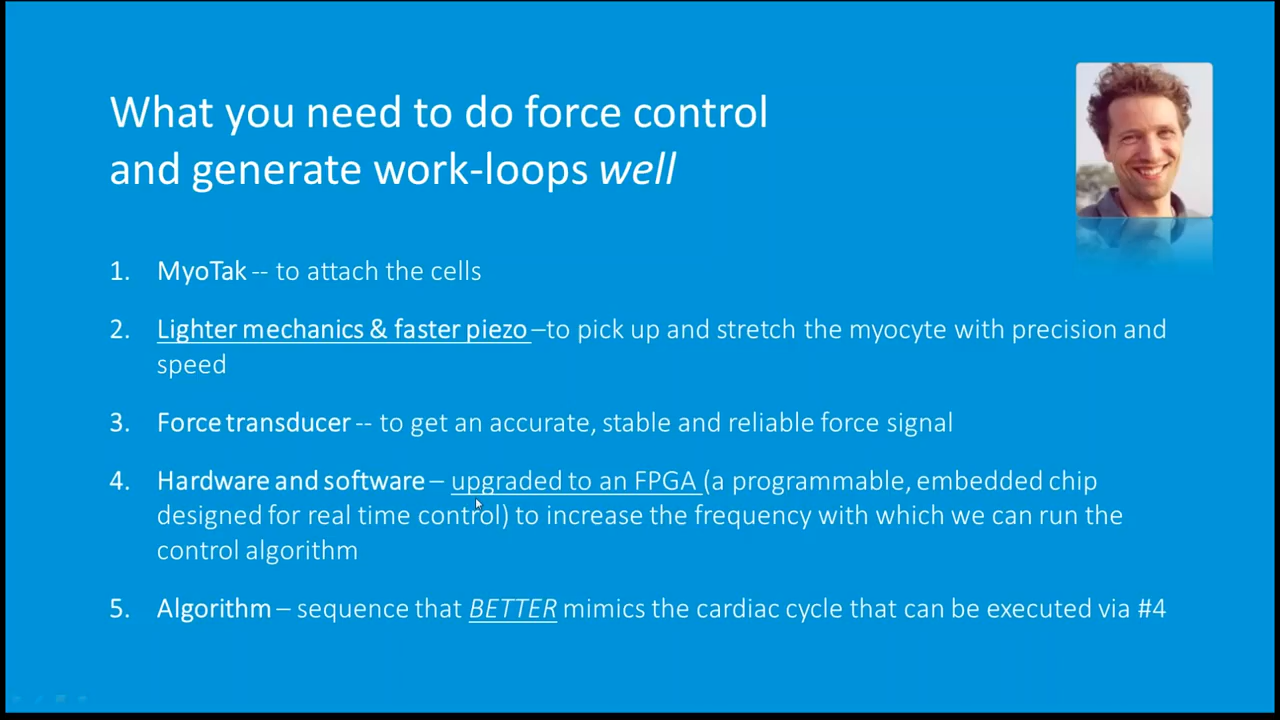 What you need to do force control
and generate work-loops well
1. MyoTak -- to attach the cells
2. Lighter mechanics & faster piezo –to pick up and stretch the myocyte with precision and
speed
3. Force transducer -- to get an accurate, stable and reliable force signal
4. Hardware and software – upgraded to an FPGA (a programmable, embedded chip
designed for real time control) to increase the frequency with which we can run the
control algorithm
5. Algorithm – sequence that BETTER mimics the cardiac cycle that can be executed via #4